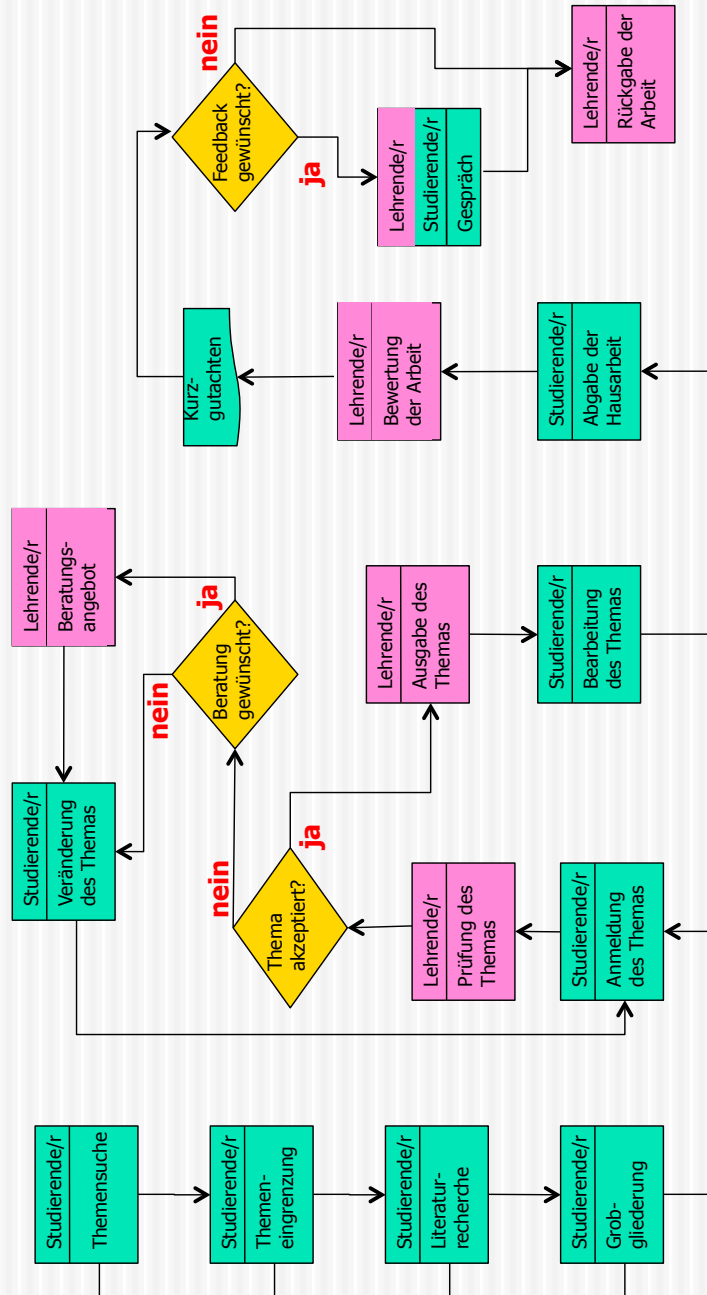 Studierende/r
Themensuche
Studierende/r
Themen-
eingrenzung
Studierende/r
Literatur-
recherche
Studierende/r
Grob-
gliederung
Studierende/r
Veränderung
des Themas
Thema
akzeptiert?
nein
ja
Lehrende/r
Prüfung des
Themas
Studierende/r
Anmeldung
des Themas
Lehrende/r
Beratungs-
angebot
Beratung
gewünscht?
nein
ja
Lehrende/r
Ausgabe des
Themas
Studierende/r
Bearbeitung
des Themas
Kurz-
gutachten
Lehrende/r
Bewertung
der Arbeit
Studierende/r
Abgabe der
Hausarbeit
Feedback
gewünscht?
nein
ja
Lehrende/r
Studierende/r
Gespräch
Lehrende/r
Rückgabe der
Arbeit